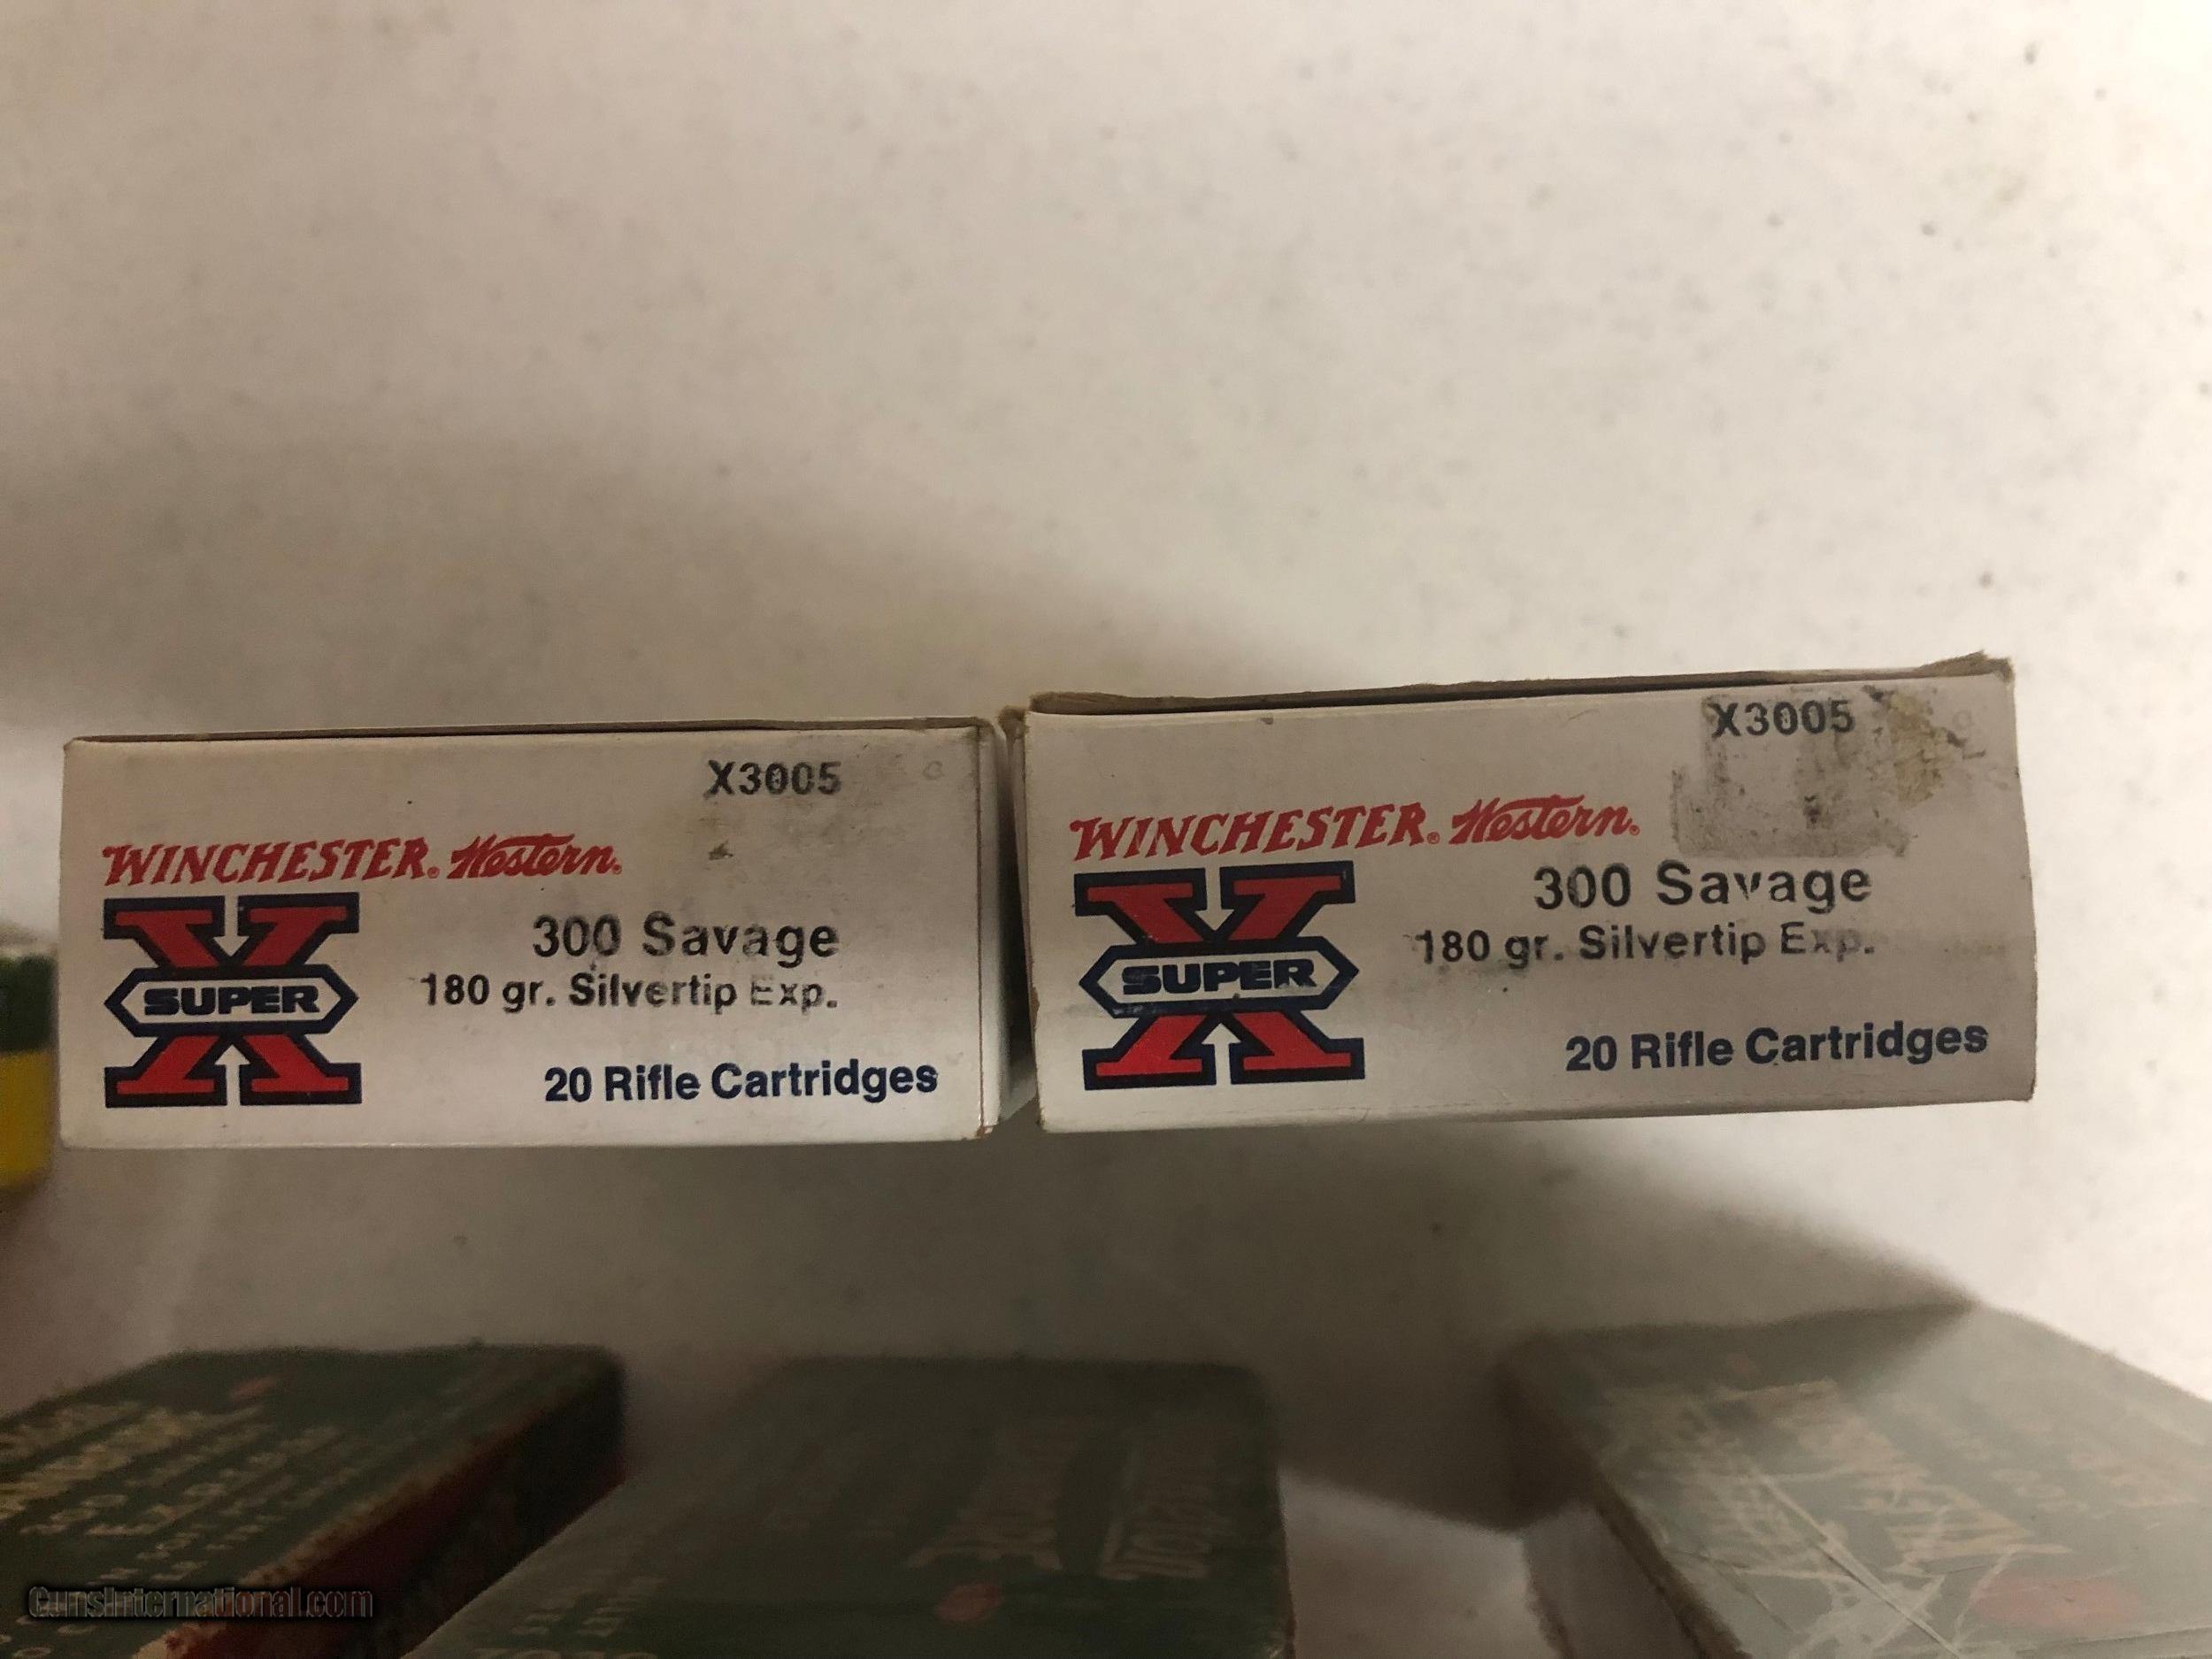 X3005
WINCHESTER. Western.
SUPER
X
300 Savage
180 gr. Silvertip Exp.
20 Rifle Cartridges
X3005
WINCHESTER. Western.
SUPER
X
300 Savage
180 gr. Silvertip Exp.
20 Rifle Cartridges
GunsInternational.com